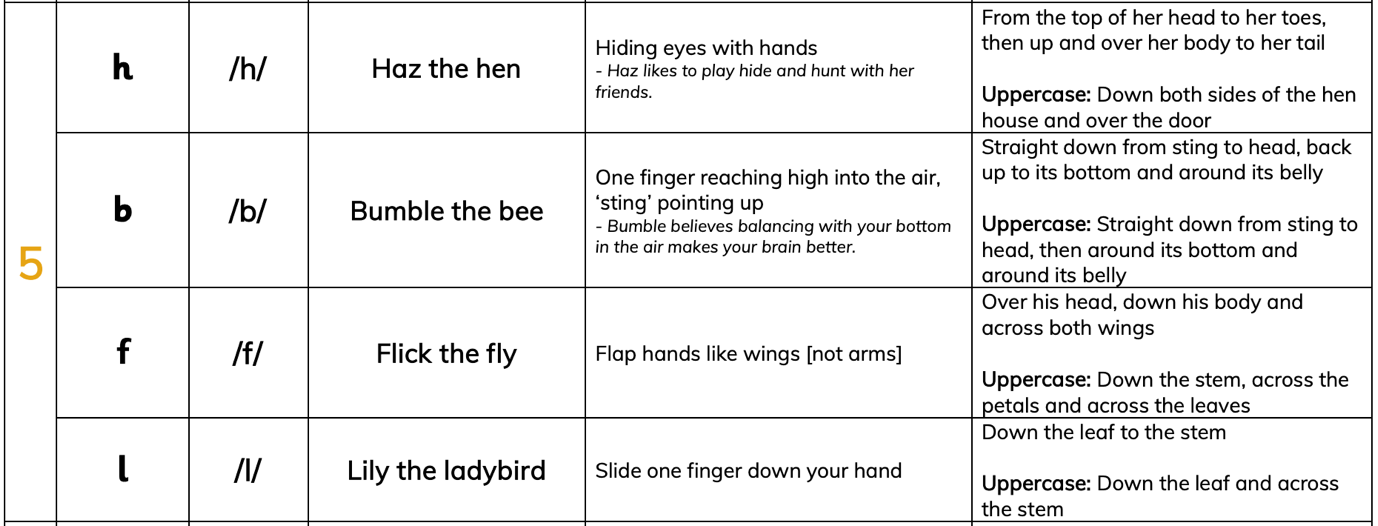 5
h
/h/
Haz the hen
Hiding eyes with hands
- Haz likes to play hide and hunt with her
friends.
From the top of her head to her toes,
then up and over her body to her tail
Uppercase: Down both sides of the hen
house and over the door
b
/b/
Bumble the bee
One finger reaching high into the air,
‘sting’ pointing up
- Bumble believes balancing with your bottom
in the air makes your brain better.
Straight down from sting to head, back
up to its bottom and around its belly
Uppercase: Straight down from sting to
head, then around its bottom and
around its belly
f
/f/
Flick the fly
Flap hands like wings [not arms]
Over his head, down his body and
across both wings
Uppercase: Down the stem, across the
petals and across the leaves
l
/l/
Lily the ladybird
Slide one finger down your hand
Down the leaf to the stem
Uppercase: Down the leaf and across
the stem